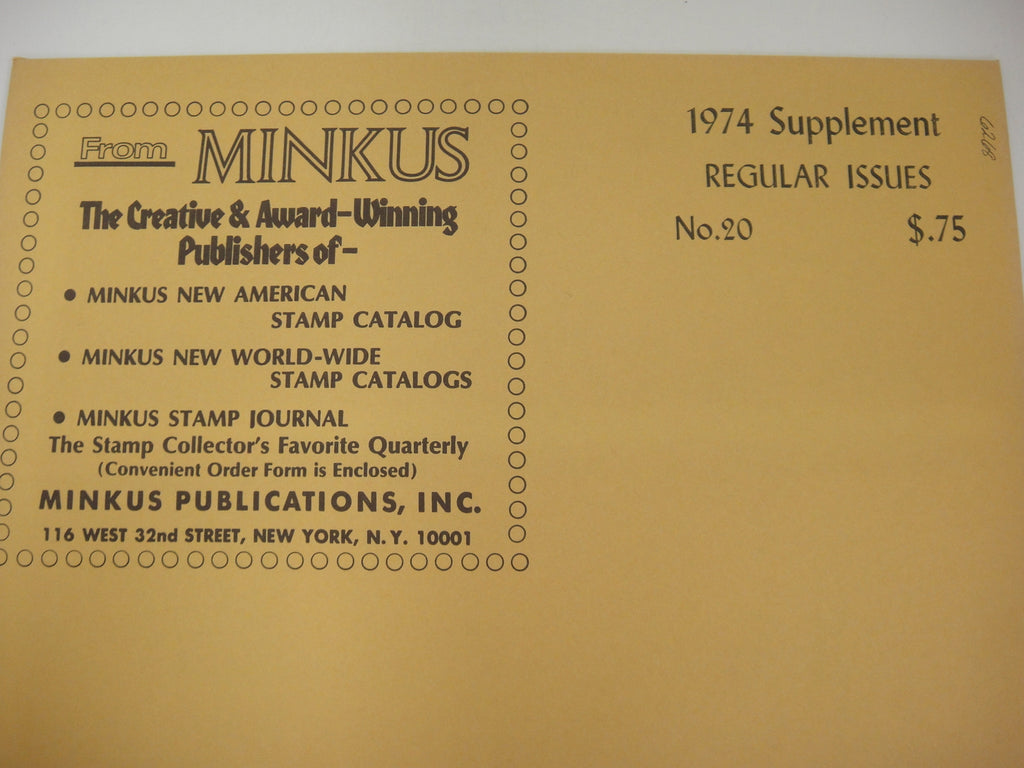 From MINKUS
The Creative & Award-Winning
Publishers of-
• MINKUS NEW AMERICAN
STAMP CATALOG
• MINKUS NEW WORLD-WIDE
STAMP CATALOGS
• MINKUS STAMP JOURNAL
The Stamp Collector's Favorite Quarterly
(Convenient Order Form is Enclosed)
MINKUS PUBLICATIONS, INC.
116 WEST 32nd STREET, NEW YORK, N.Y. 10001
1974 Supplement
REGULAR ISSUES
No.20 $.75